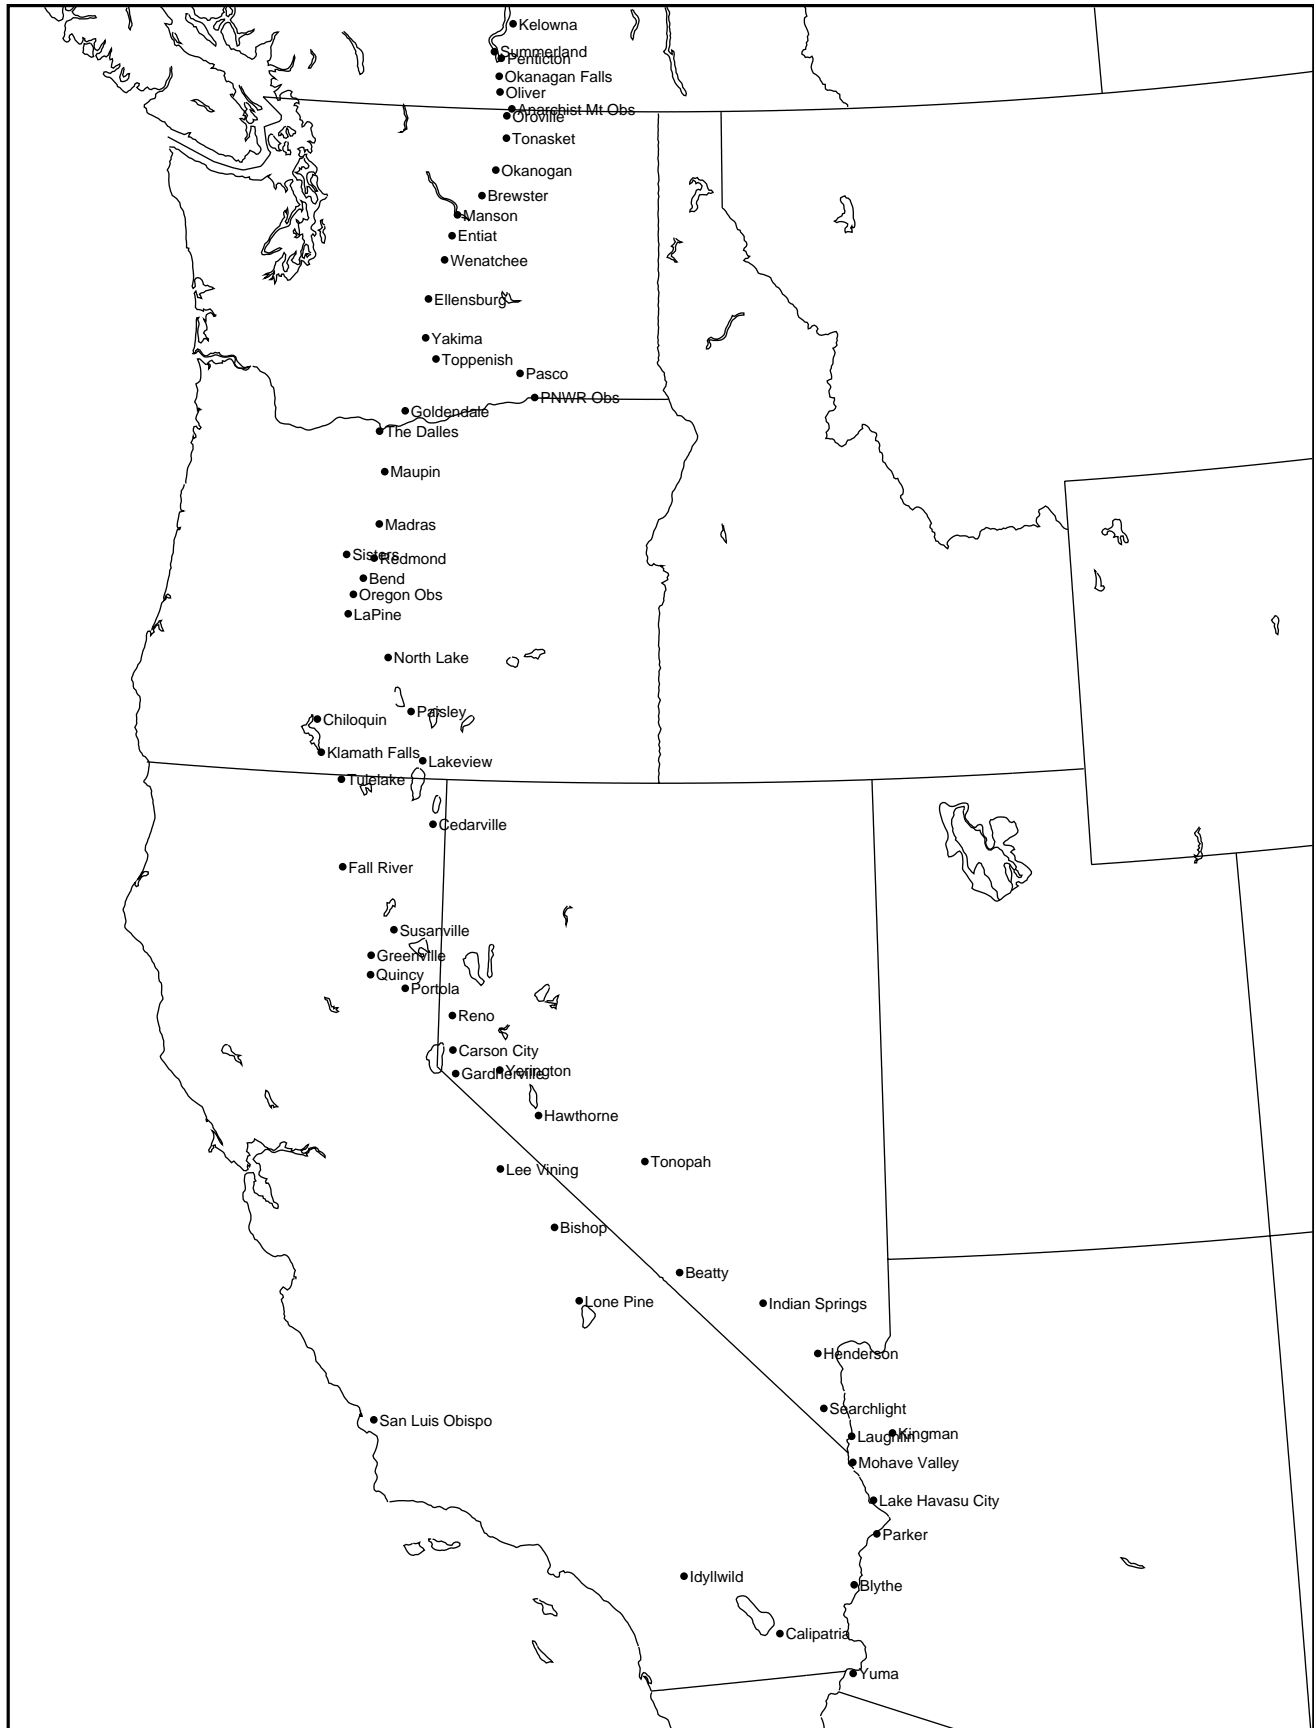 Kelowna
Summerland
Penticton
Okanagan Falls
Oliver
Anarchist Mt Obs
Oroville
Tonasket
Okanogan
Brewster
Manson
Entiat
Wenatchee
Ellensburg
Yakima
Toppenish
Pasco
PNWR Obs
Goldendale
The Dalles
Maupin
Madras
Sisters
Redmond
Bend
Oregon Obs
LaPine
North Lake
Paisley
Chiloquin
Klamath Falls
Lakeview
Tulelake
Cedarville
Fall River
Susanville
Greenville
Quincy
Portola
Reno
Carson City
Yerington
Gardnerville
Hawthorne
Tonopah
Lee Vining
Bishop
Beatty
Lone Pine
Indian Springs
Henderson
Searchlight
San Luis Obispo
Kingman
Laughlin
Mohave Valley
Lake Havasu City
Parker
Idyllwild
Blythe
Calipatria
Yuma